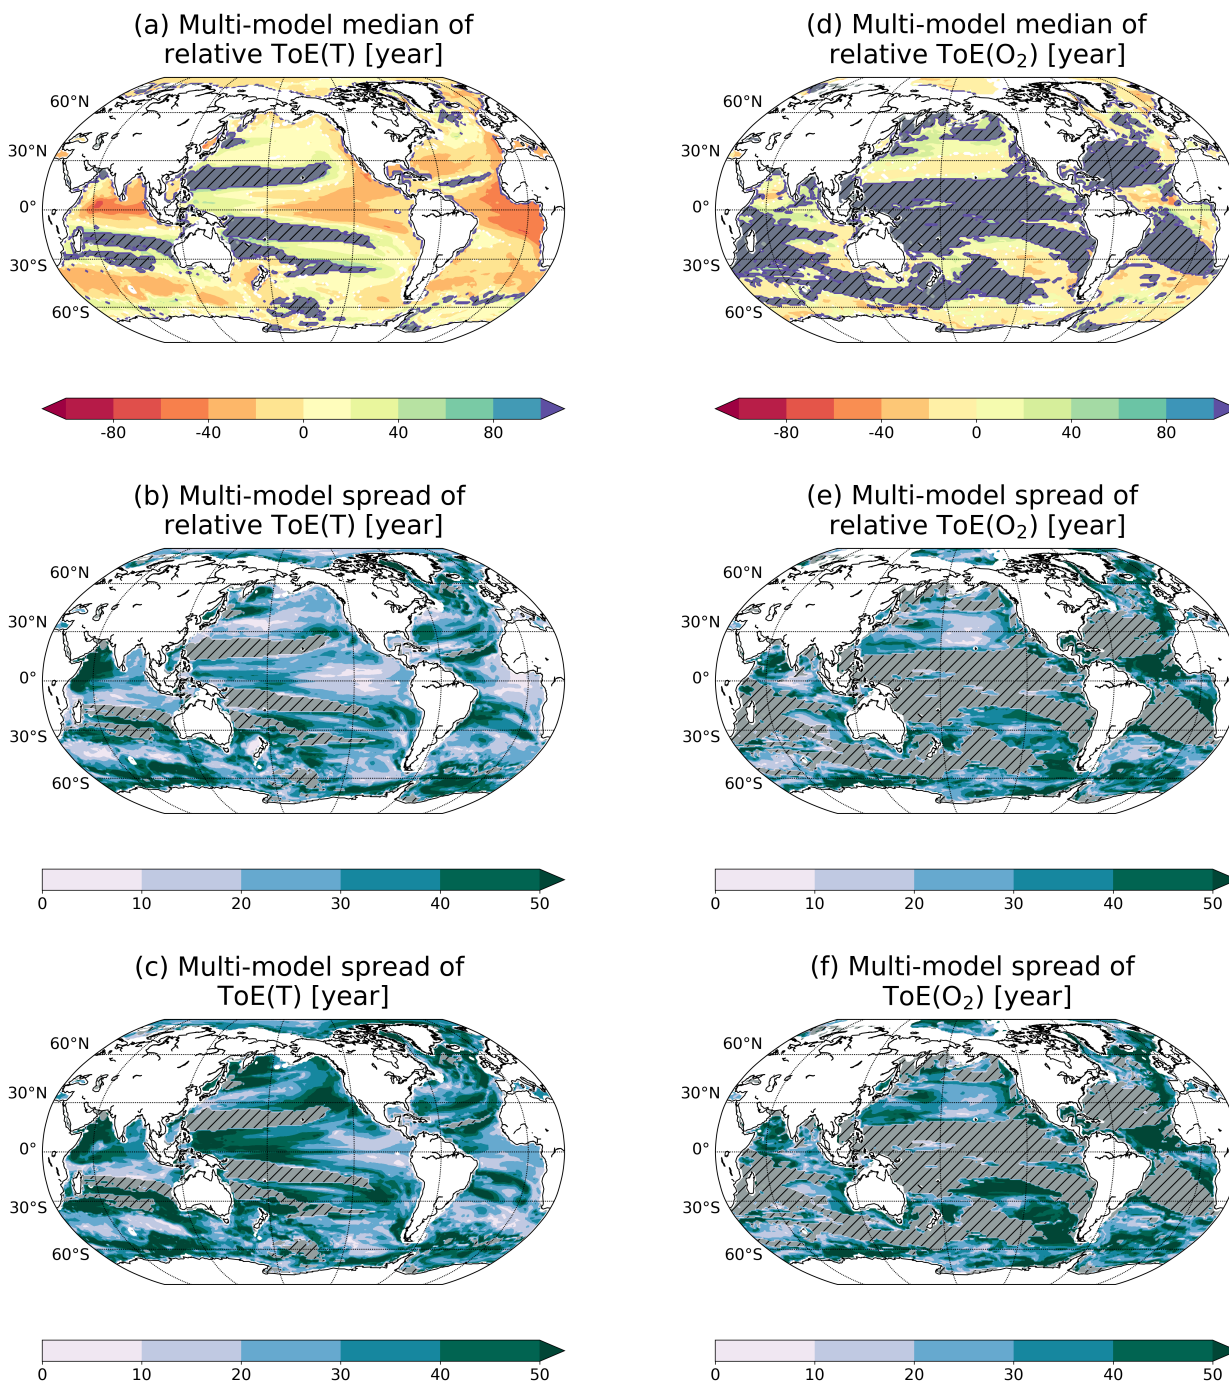 (a) Multi-model median of
relative ToE(T) [year]
60°N
30°N
0°
30°S
60°S
-80 -40 0 40 80
(d) Multi-model median of
relative ToE(O₂) [year]
60°N
30°N
0°
30°S
60°S
-80 -40 0 40 80
(b) Multi-model spread of
relative ToE(T) [year]
60°N
30°N
0°
30°S
60°S
0 10 20 30 40 50
(e) Multi-model spread of
relative ToE(O₂) [year]
60°N
30°N
0°
30°S
60°S
0 10 20 30 40 50
(c) Multi-model spread of
ToE(T) [year]
60°N
30°N
0°
30°S
60°S
0 10 20 30 40 50
(f) Multi-model spread of
ToE(O₂) [year]
60°N
30°N
0°
30°S
60°S
0 10 20 30 40 50